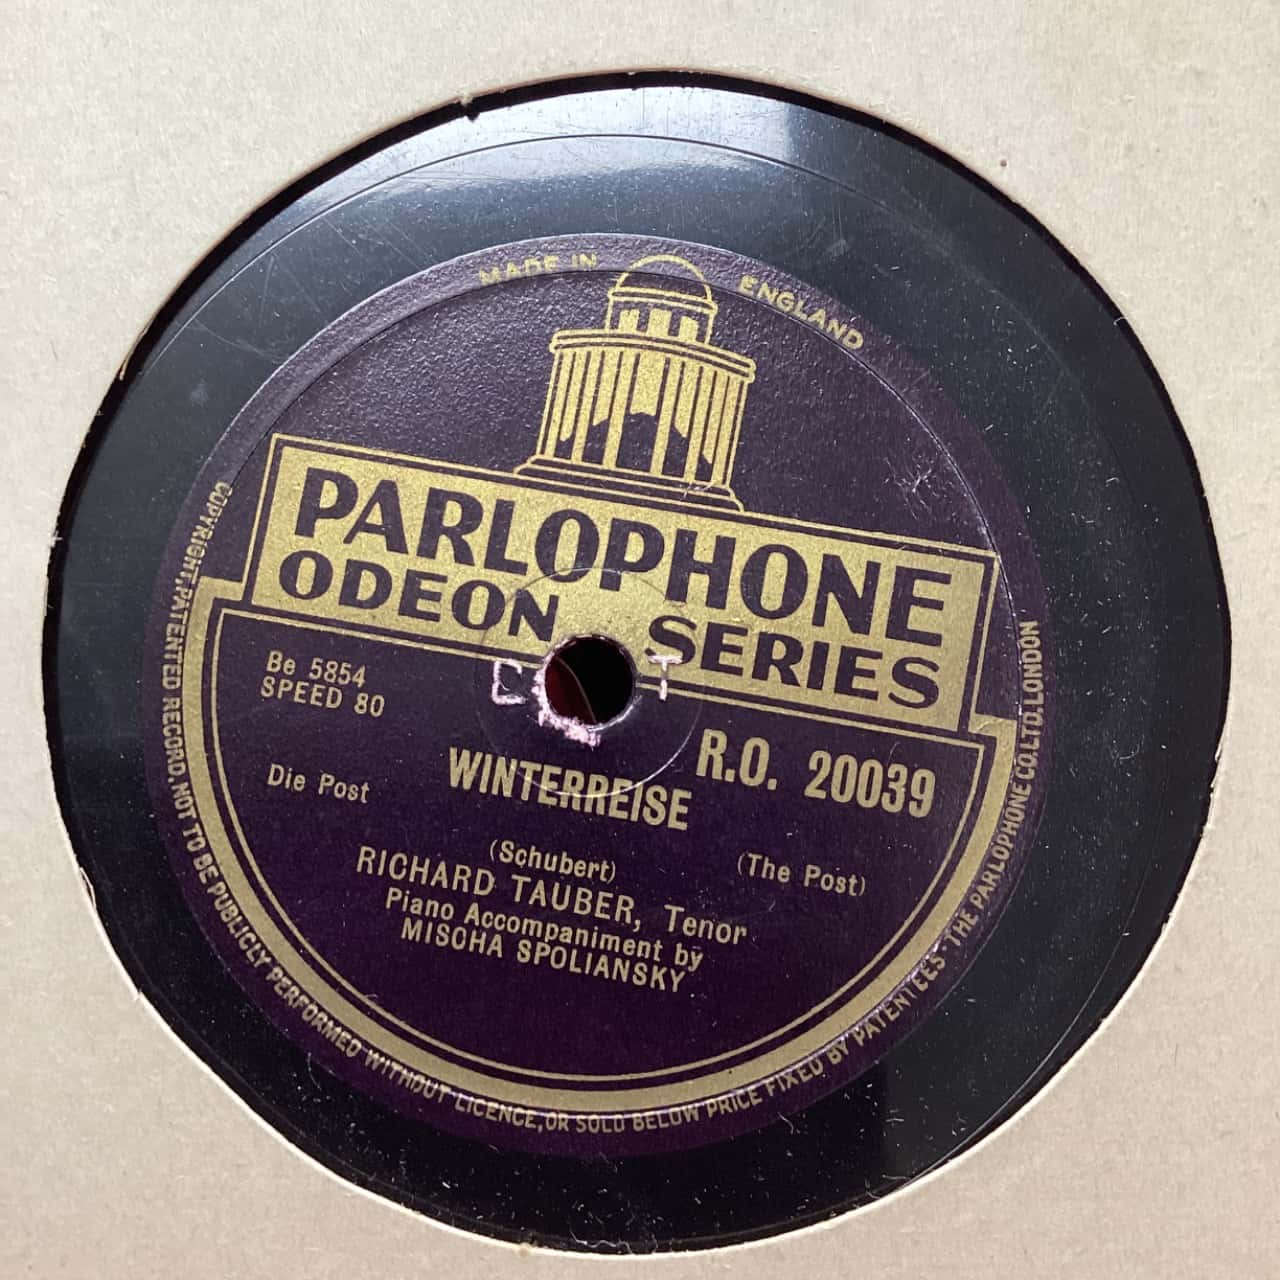 MADE IN ENGLAND
PARLOPHONE
ODEON SERIES
Be 5854
SPEED 80
R.O. 20039
WINTERREISE
Die Post
(The Post)
(Schubert)
RICHARD TAUBER, Tenor
Piano Accompaniment by
MISCHA SPOLIANSKY
COPYRIGHT, PATENTED RECORD. NOT TO BE PUBLICLY PERFORMED WITHOUT LICENCE, OR SOLD BELOW PRICE FIXED BY PATENTEES THE PARLOPHONE CO. LTD. LONDON